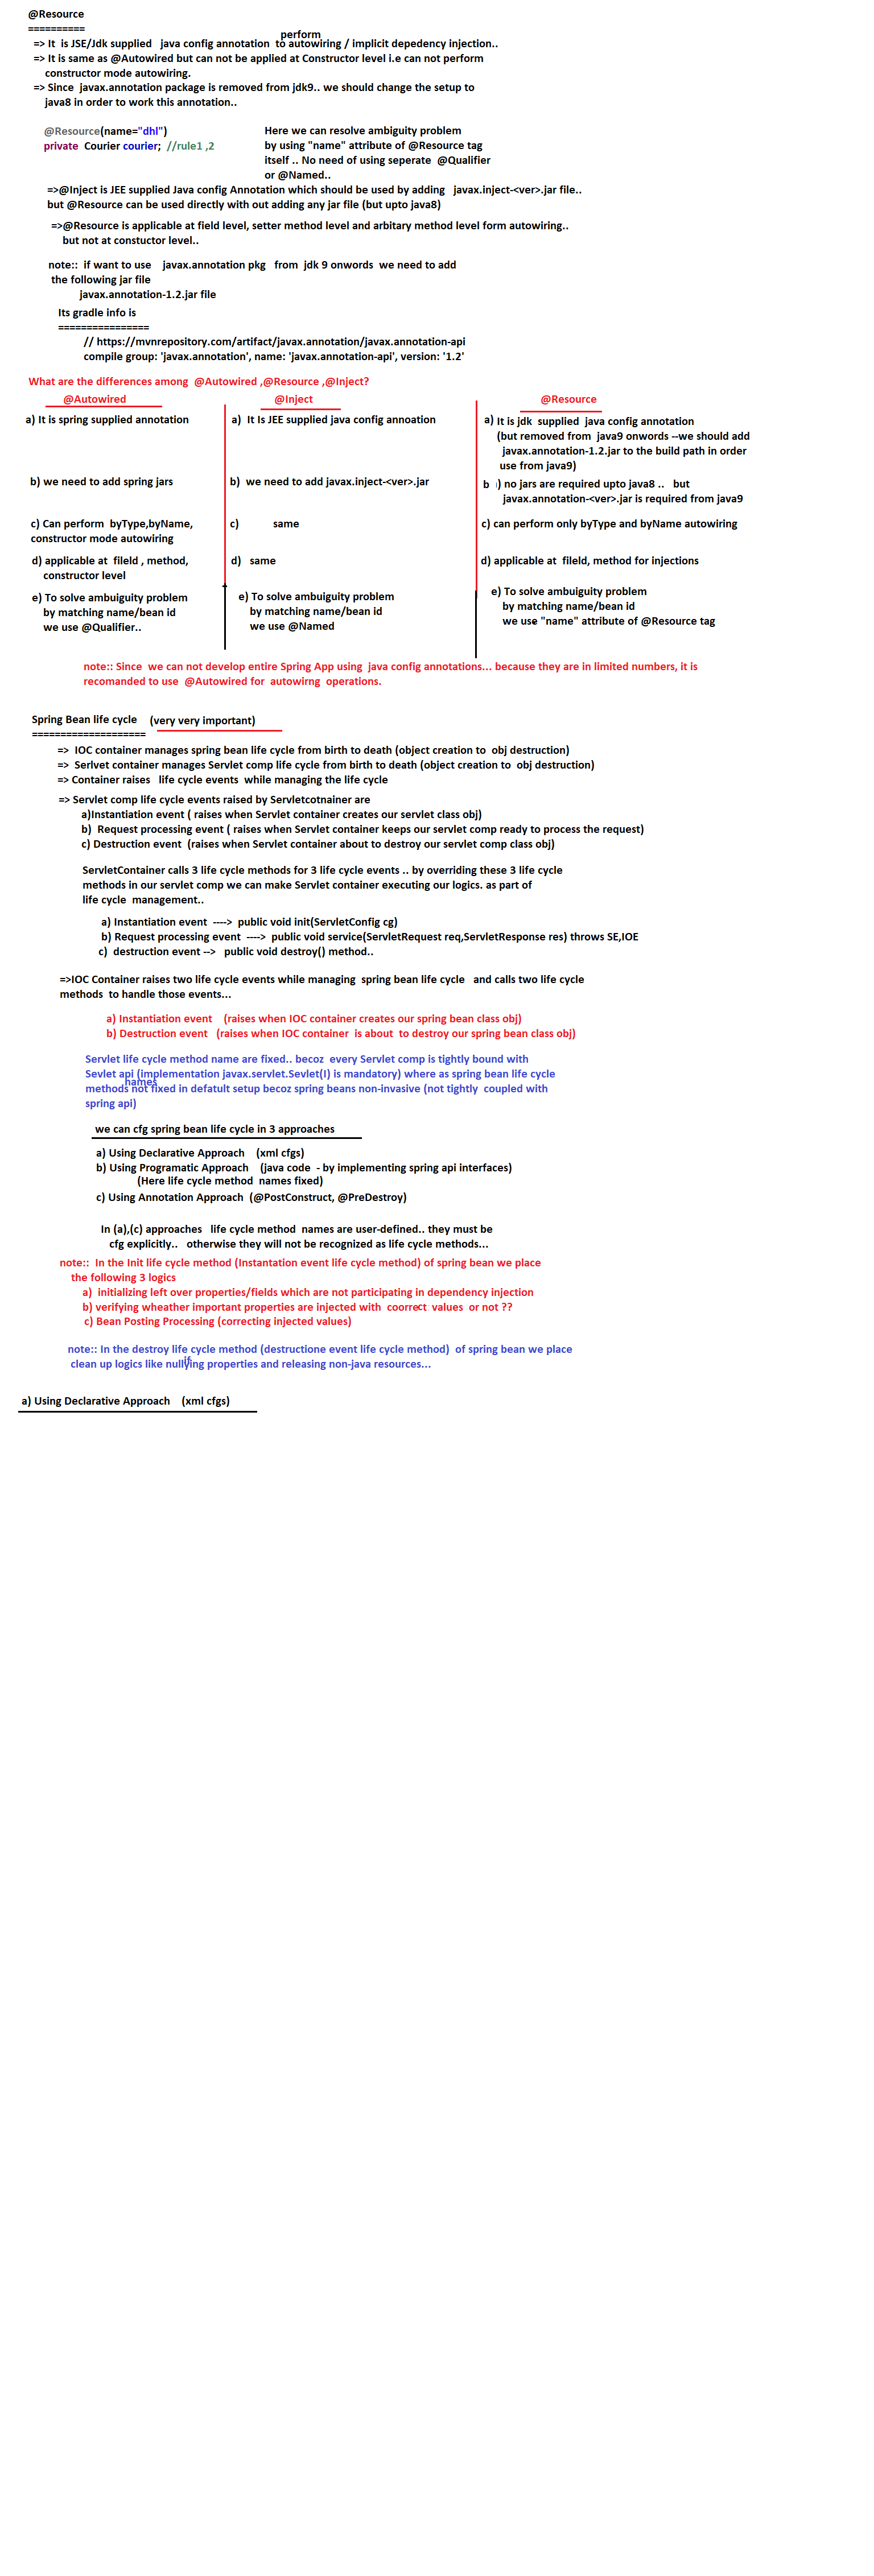 @Resource
==========
perform
=> It  is JSE/Jdk supplied   java config annotation  to autowiring / implicit depedency injection..
=> It is same as @Autowired but can not be applied at Constructor level i.e can not perform
constructor mode autowiring.
=> Since  javax.annotation package is removed from jdk9.. we should change the setup to
java8 in order to work this annotation..
@Resource(name="dhl")
private  Courier courier;  //rule1 ,2
Here we can resolve ambiguity problem
by using "name" attribute of @Resource tag
itself .. No need of using seperate  @Qualifier
or @Named..
=>@Inject is JEE supplied Java config Annotation which should be used by adding   javax.inject-<ver>.jar file..
but @Resource can be used directly with out adding any jar file (but upto java8)
=>@Resource is applicable at field level, setter method level and arbitary method level form autowiring..
but not at constuctor level..
note::  if want to use    javax.annotation pkg   from  jdk 9 onwords  we need to add
the following jar file
javax.annotation-1.2.jar file
Its gradle info is
================
// https://mvnrepository.com/artifact/javax.annotation/javax.annotation-api
compile group: 'javax.annotation', name: 'javax.annotation-api', version: '1.2'
What are the differences among  @Autowired ,@Resource ,@Inject?
@Autowired
a) It is spring supplied annotation
b) we need to add spring jars
c) Can perform  byType,byName,
constructor mode autowiring
d) applicable at  fileld , method,
constructor level
e) To solve ambuiguity problem
by matching name/bean id
we use @Qualifier..
@Inject
a)  It Is JEE supplied java config annoation
b)  we need to add javax.inject-<ver>.jar
c)            same
d)   same
e) To solve ambuiguity problem
by matching name/bean id
we use @Named
@Resource
a) It is jdk  supplied  java config annotation
(but removed from  java9 onwords --we should add
javax.annotation-1.2.jar to the build path in order
use from java9)
b ) no jars are required upto java8 ..   but
javax.annotation-<ver>.jar is required from java9
c) can perform only byType and byName autowiring
d) applicable at  fileld, method for injections
e) To solve ambuiguity problem
by matching name/bean id
we use "name" attribute of @Resource tag
note:: Since  we can not develop entire Spring App using  java config annotations... because they are in limited numbers, it is
recomanded to use  @Autowired for  autowirng  operations.
Spring Bean life cycle    (very very important)
====================
=>  IOC container manages spring bean life cycle from birth to death (object creation to  obj destruction)
=>  Serlvet container manages Servlet comp life cycle from birth to death (object creation to  obj destruction)
=> Container raises   life cycle events  while managing the life cycle
=> Servlet comp life cycle events raised by Servletcotnainer are
a)Instantiation event ( raises when Servlet container creates our servlet class obj)
b)  Request processing event ( raises when Servlet container keeps our servlet comp ready to process the request)
c) Destruction event  (raises when Servlet container about to destroy our servlet comp class obj)
ServletContainer calls 3 life cycle methods for 3 life cycle events .. by overriding these 3 life cycle
methods in our servlet comp we can make Servlet container executing our logics. as part of
life cycle  management..
a) Instantiation event  ---->  public void init(ServletConfig cg)
b) Request processing event  ---->  public void service(ServletRequest req,ServletResponse res) throws SE,IOE
c)  destruction event -->   public void destroy() method..
=>IOC Container raises two life cycle events while managing  spring bean life cycle   and calls two life cycle
methods  to handle those events...
a) Instantiation event    (raises when IOC container creates our spring bean class obj)
b) Destruction event   (raises when IOC container  is about  to destroy our spring bean class obj)
Servlet life cycle method name are fixed.. becoz  every Servlet comp is tightly bound with
Sevlet api (implementation javax.servlet.Sevlet(I) is mandatory) where as spring bean life cycle
names
methods not fixed in defatult setup becoz spring beans non-invasive (not tightly  coupled with
spring api)
we can cfg spring bean life cycle in 3 approaches
a) Using Declarative Approach    (xml cfgs)
b) Using Programatic Approach    (java code  - by implementing spring api interfaces)
(Here life cycle method  names fixed)
c) Using Annotation Approach  (@PostConstruct, @PreDestroy)
In (a),(c) approaches   life cycle method  names are user-defined.. they must be
cfg explicitly..   otherwise they will not be recognized as life cycle methods...
note::  In the Init life cycle method (Instantation event life cycle method) of spring bean we place
the following 3 logics
a)  initializing left over properties/fields which are not participating in dependency injection
b) verifying wheather important properties are injected with  coorrect  values  or not ??
c) Bean Posting Processing (correcting injected values)
note:: In the destroy life cycle method (destructione event life cycle method)  of spring bean we place
if
clean up logics like nullying properties and releasing non-java resources...
a) Using Declarative Approach    (xml cfgs)